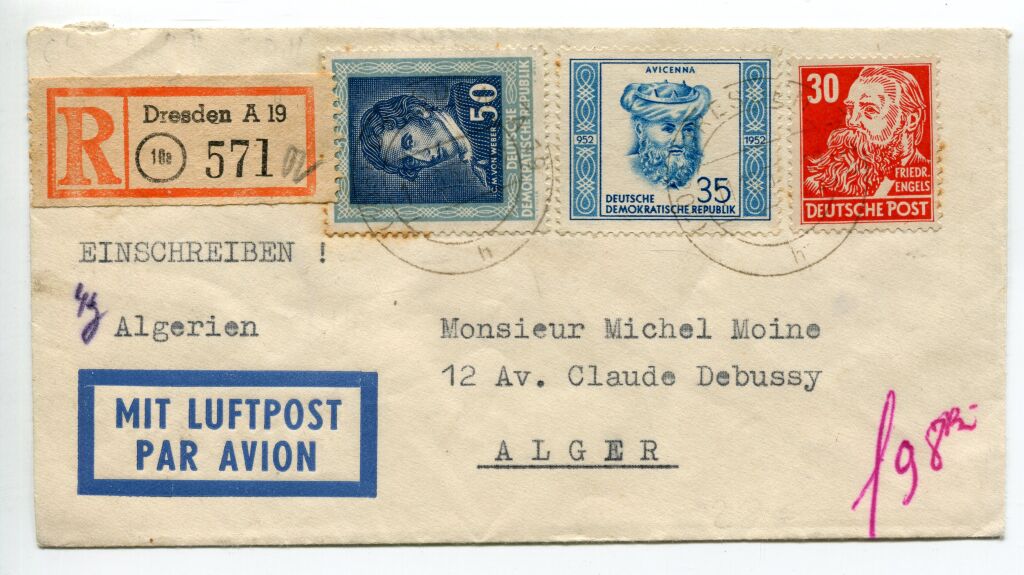 R
Dresden A 19
10a
571
50
C.M. VON WEBER
DEUTSCHE
DEMOKRATISCHE REPUBLIK
AVICENNA
952
1952
35
DEUTSCHE
DEMOKRATISCHE REPUBLIK
30
FRIEDR.
ENGELS
DEUTSCHE POST
EINSCHREIBEN !
Algerien
Monsieur Michel Moine
12 Av. Claude Debussy
ALGER
MIT LUFTPOST
PAR AVION
h
h